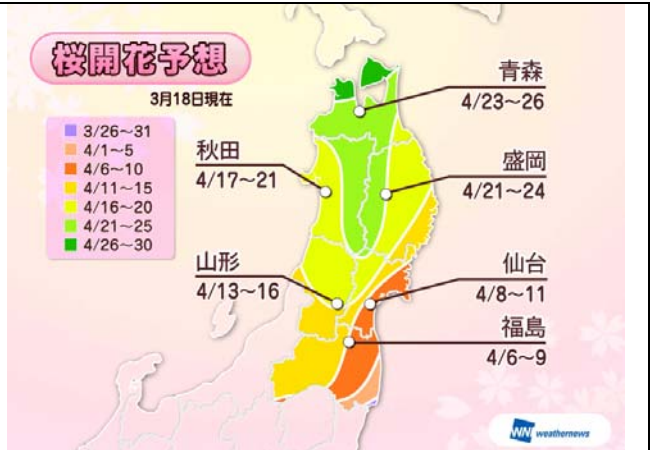 桜開花予想
3月18日現在
3/26～31
4/1～5
4/6～10
4/11～15
4/16～20
4/21～25
4/26～30
青森
4/23～26
秋田
4/17～21
盛岡
4/21～24
山形
4/13～16
仙台
4/8～11
福島
4/6～9
WNI weathernews